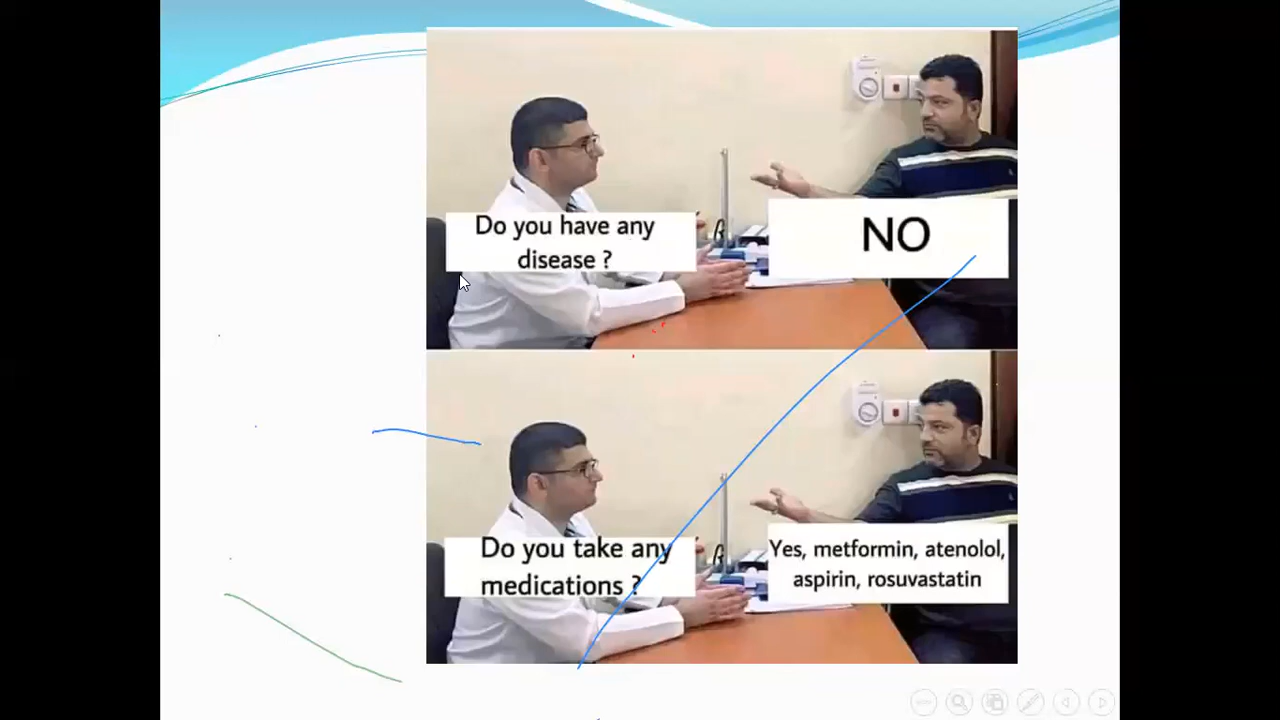 Do you have any
disease ?
NO
Do you take any
medications ?
Yes, metformin, atenolol,
aspirin, rosuvastatin